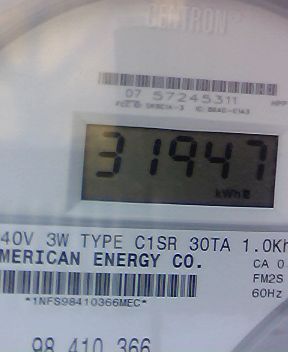 CENTRON
07 57245311
31947
kWh
40V 3W TYPE C1SR 30TA 1.0Kh
MERICAN ENERGY CO.
CA 0
FM2S
60Hz
*1NFS98410366MEC*
98 410 366